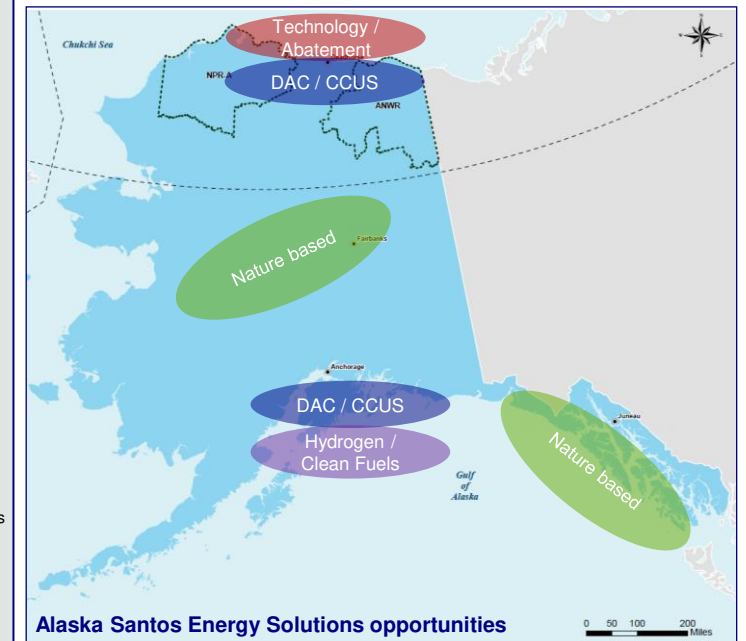 Technology /
Abatement
Chukchi Sea
NPR-A
DAC / CCUS
ANWR
Nature based
Fairbanks
Anchorage
DAC / CCUS
Juneau
Nature based
Hydrogen /
Clean Fuels
Gulf
of
Alaska
s
Alaska Santos Energy Solutions opportunities
0 50 100 200
Miles